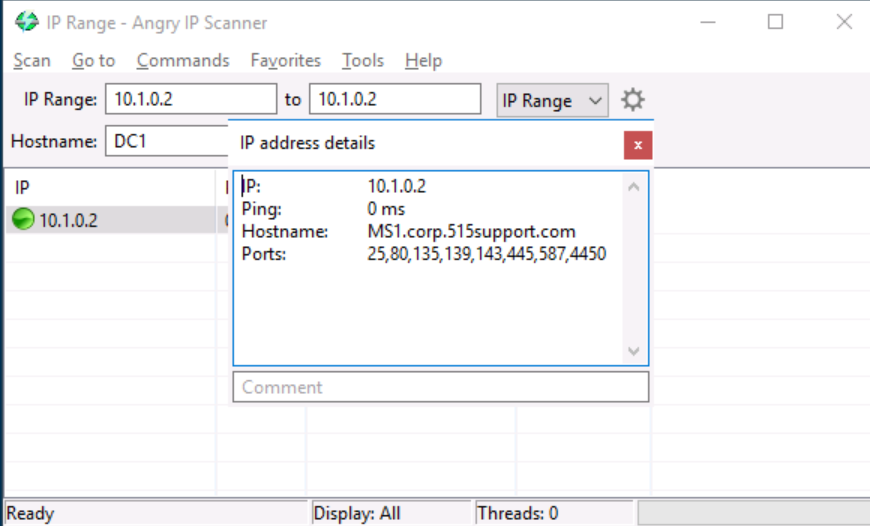 IP Range - Angry IP Scanner
Scan Go to Commands Favorites Tools Help
IP Range: 10.1.0.2 to 10.1.0.2 IP Range
Hostname: DC1
IP address details
x
IP
10.1.0.2
IP: 10.1.0.2
Ping: 0 ms
Hostname: MS1.corp.515support.com
Ports: 25,80,135,139,143,445,587,4450
Comment
Ready Display: All Threads: 0